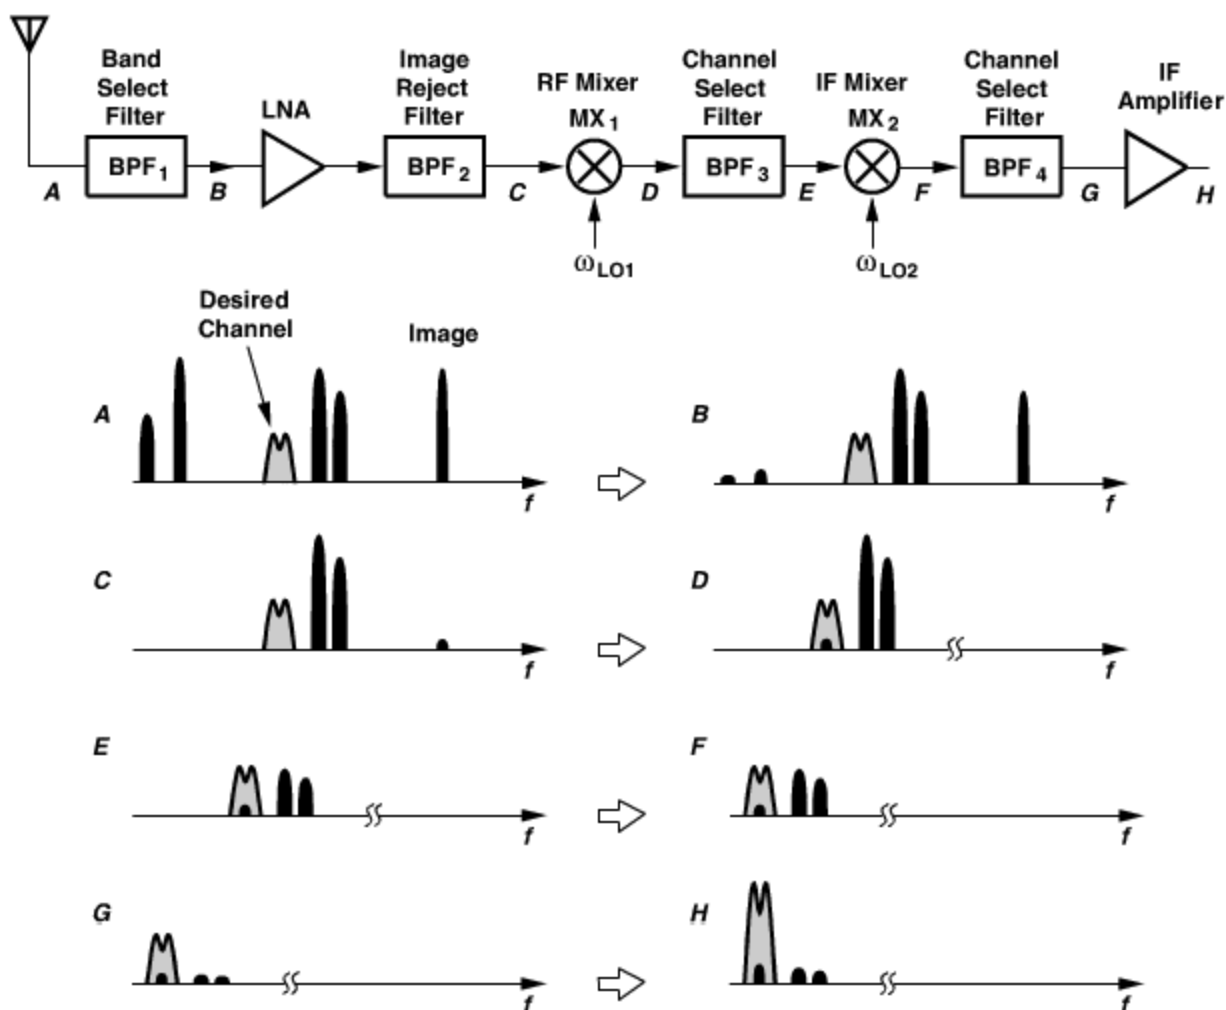 Band
Select
Filter
LNA
Image
Reject
Filter
RF Mixer
MX1
Channel
Select
Filter
IF Mixer
MX2
Channel
Select
Filter
IF
Amplifier
A
BPF1
B
BPF2
C
D
BPF3
E
F
BPF4
G
H
ωLO1
ωLO2
Desired
Channel
Image
A
f
B
f
C
f
D
f
E
f
F
f
G
f
H
f